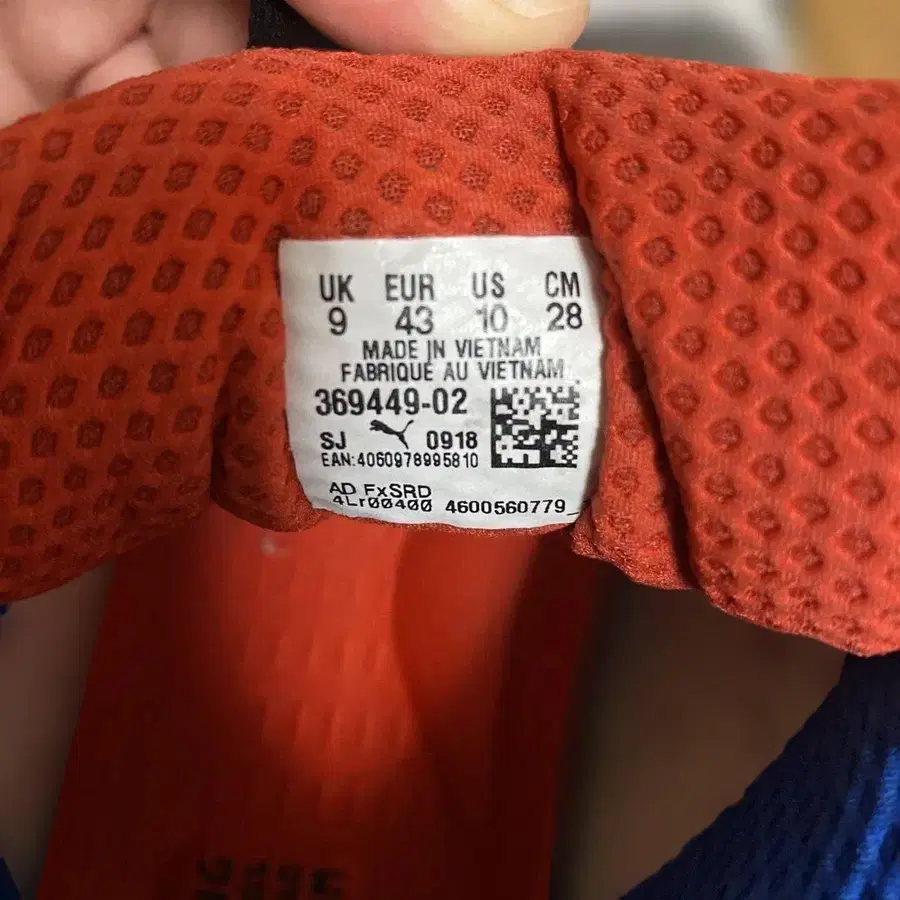 UK EUR US CM
9 43 10 28
MADE IN VIETNAM
FABRIQUÉ AU VIETNAM
369449-02
SJ 0918
EAN:4060978995810
AD FxSRD
4Lr00400 4600560779_